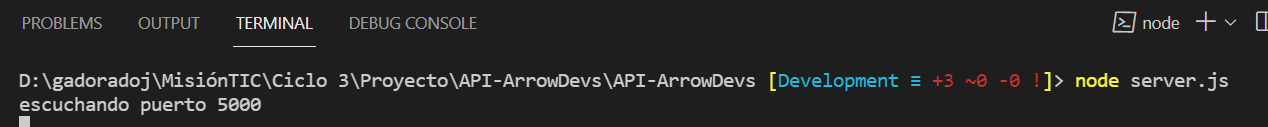 PROBLEMS OUTPUT TERMINAL DEBUG CONSOLE node
D:\gadoradoj\MisiónTIC\Ciclo 3\Proyecto\API-ArrowDevs\API-ArrowDevs [Development ≡ +3 ~0 -0 !]> node server.js
escuchando puerto 5000